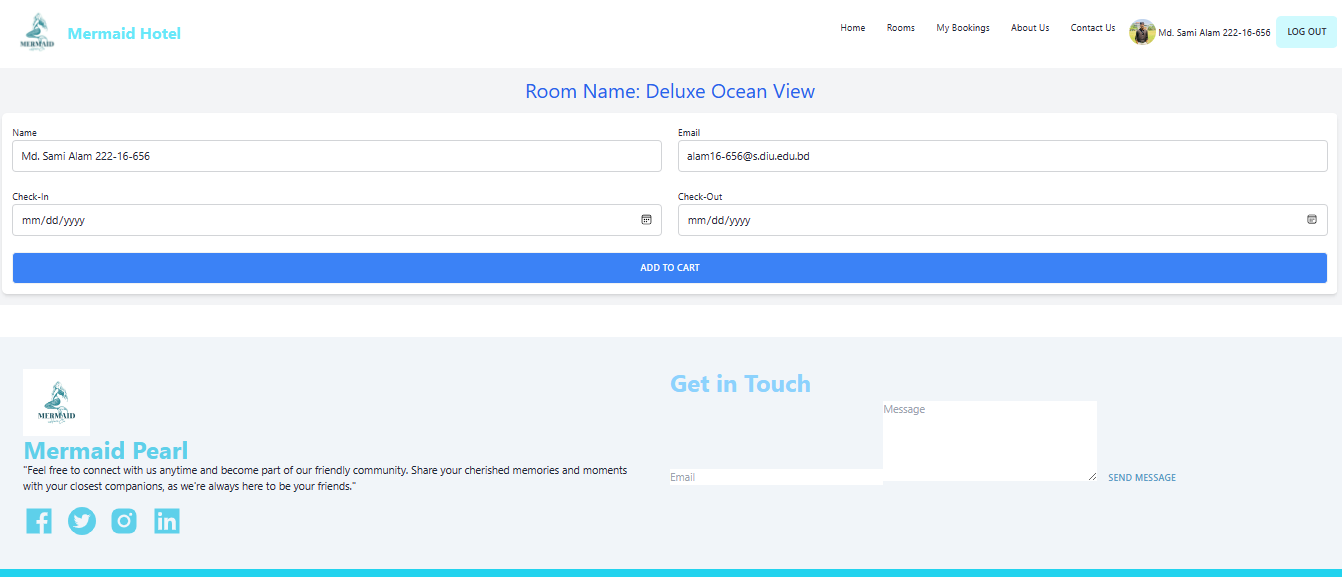 MERMAID
Mermaid Hotel
Home
Rooms
My Bookings
About Us
Contact Us
Md. Sami Alam 222-16-656
LOG OUT
Room Name: Deluxe Ocean View
Name
Email
Md. Sami Alam 222-16-656
alam16-656@s.diu.edu.bd
Check-In
Check-Out
mm/dd/yyyy
mm/dd/yyyy
ADD TO CART
MERMAID
Mermaid Pearl
"Feel free to connect with us anytime and become part of our friendly community. Share your cherished memories and moments
with your closest companions, as we're always here to be your friends."
Get in Touch
Message
Email
SEND MESSAGE